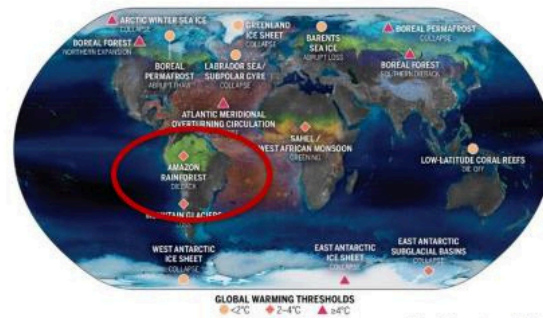 ARCTIC WINTER SEA ICE
COLLAPSE
GREENLAND
ICE SHEET
COLLAPSE
BARENTS
SEA ICE
ABRUPT LOSS
BOREAL PERMAFROST
COLLAPSE
BOREAL FOREST
NORTHERN EXPANSION
BOREAL
PERMAFROST
ABRUPT THAW
LABRADOR SEA/
SUBPOLAR GYRE
COLLAPSE
BOREAL FOREST
SOUTHERN DIEBACK
ATLANTIC MERIDIONAL
OVERTURNING CIRCULATION
SAHEL /
WEST AFRICAN MONSOON
GREENING
AMAZON
RAINFOREST
DIEBACK
LOW-LATITUDE CORAL REEFS
DIE OFF
MOUNTAIN GLACIERS
WEST ANTARCTIC
ICE SHEET
COLLAPSE
EAST ANTARCTIC
ICE SHEET
COLLAPSE
EAST ANTARCTIC
SUBGLACIAL BASINS
COLLAPSE
GLOBAL WARMING THRESHOLDS
<2°C 2–4°C ≥4°C